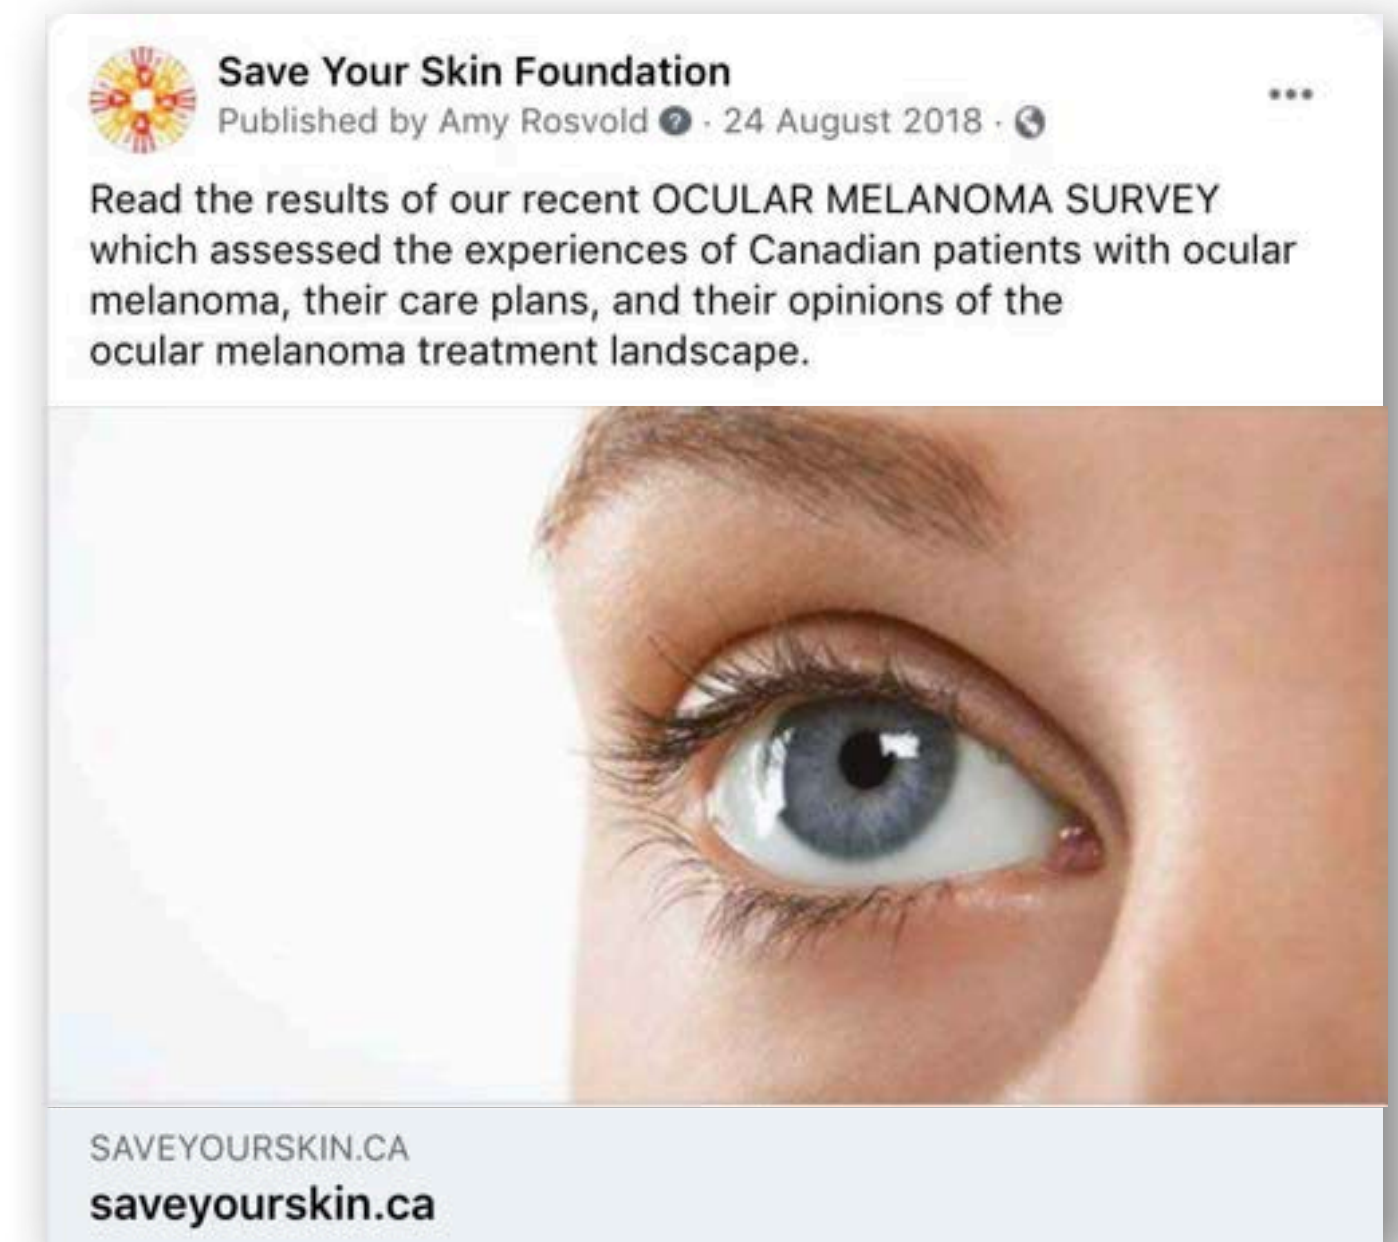 Save Your Skin Foundation
Published by Amy Rosvold · 24 August 2018 ·
Read the results of our recent OCULAR MELANOMA SURVEY
which assessed the experiences of Canadian patients with ocular
melanoma, their care plans, and their opinions of the
ocular melanoma treatment landscape.
SAVEYOURSKIN.CA
saveyourskin.ca